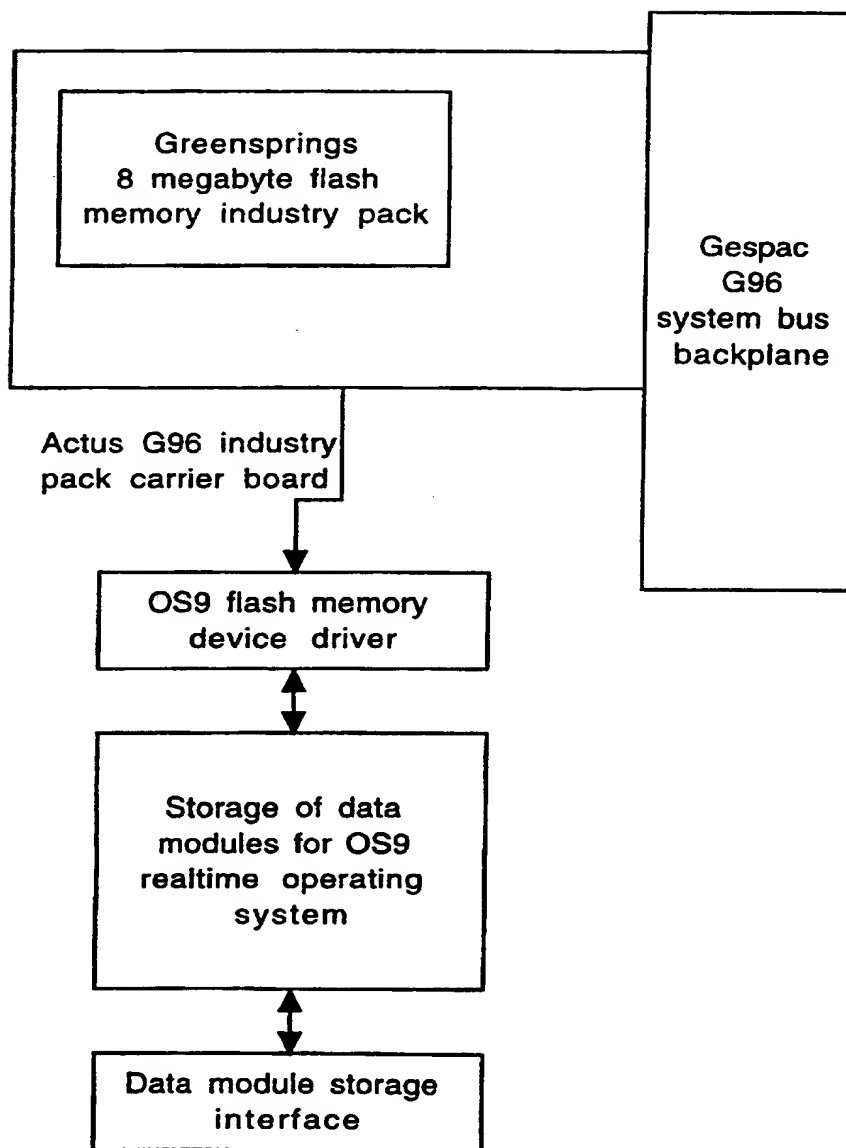 Greensprings
8 megabyte flash
memory industry pack
Gespac
G96
system bus
backplane
Actus G96 industry
pack carrier board
OS9 flash memory
device driver
Storage of data
modules for OS9
realtime operating
system
Data module storage
interface